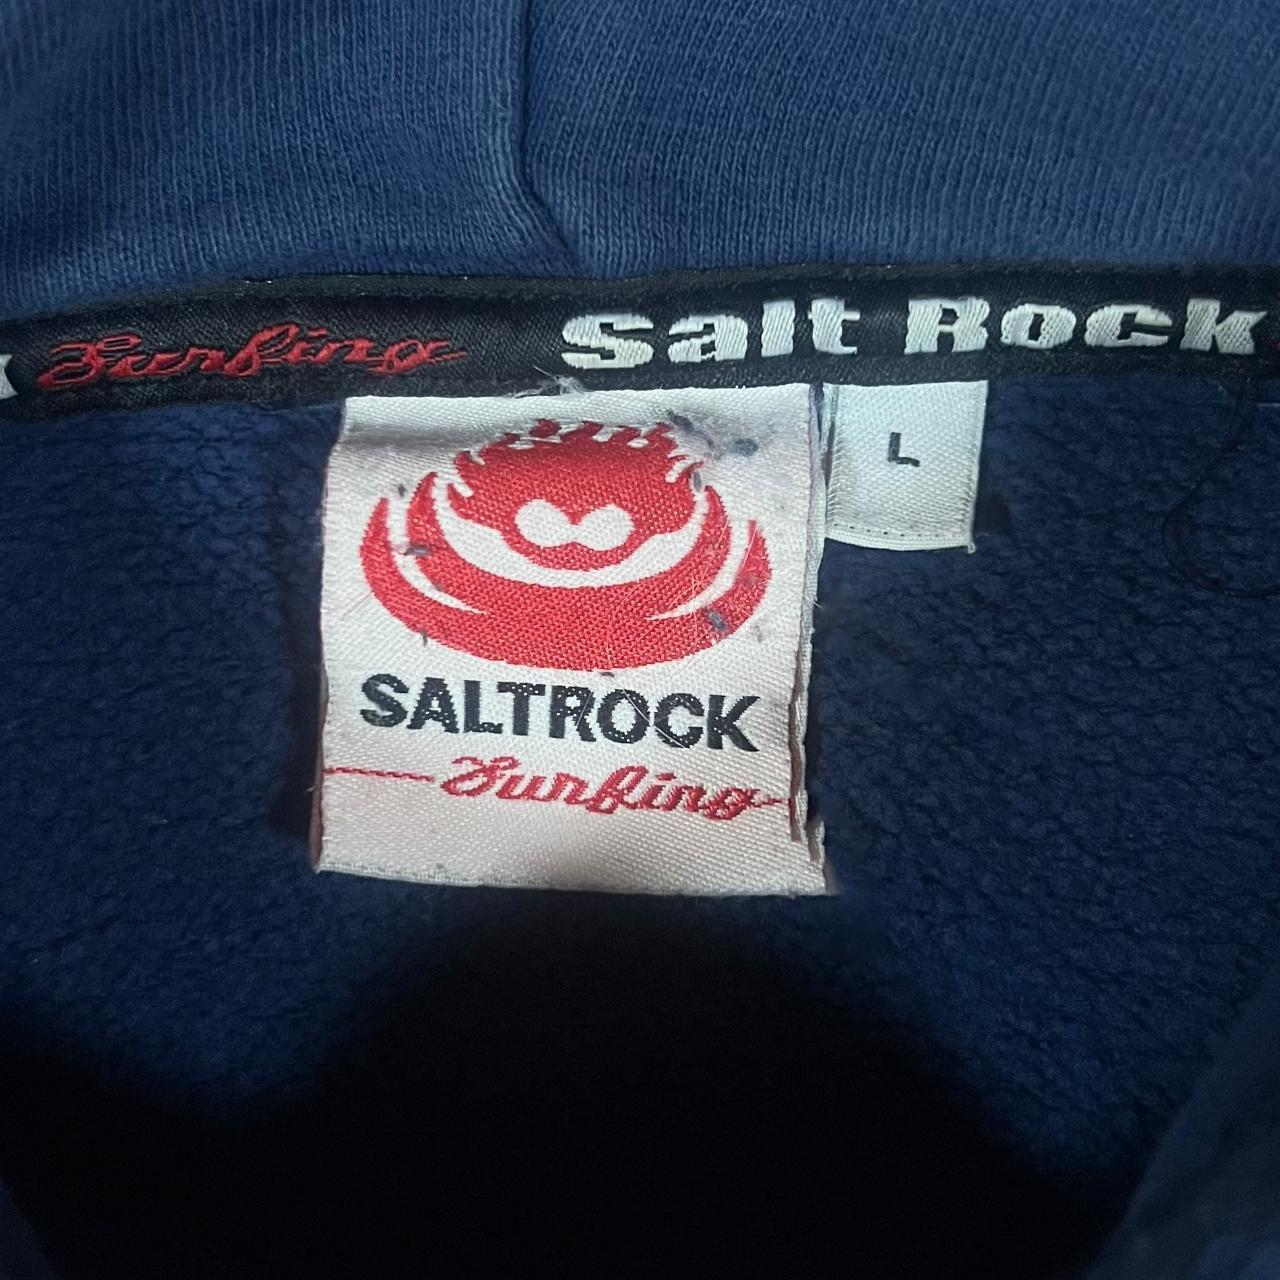 Surfing Salt Rock
L
SALTROCK
Surfing